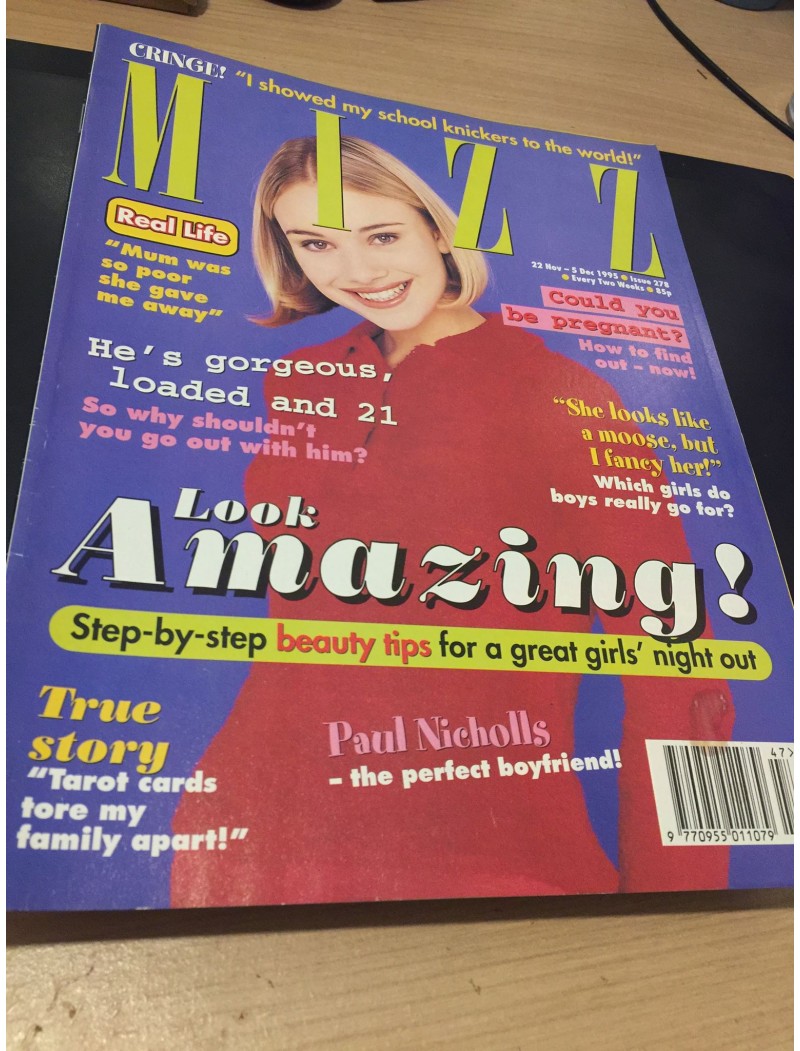 CRINGE! "I showed my school knickers to the world!"
MIZZ
Real Life
"Mum was
so poor
she gave
me away"
22 Nov – 5 Dec 1995 ● Issue 278
● Every Two Weeks ● 85p
Could you
be pregnant?
How to find
out – now!
He's gorgeous,
loaded and 21
So why shouldn't
you go out with him?
"She looks like
a moose, but
I fancy her!"
Which girls do
boys really go for?
Look
Amazing!
Step-by-step beauty tips for a great girls' night out
True
story
"Tarot cards
tore my
family apart!"
Paul Nicholls
– the perfect boyfriend!
47>
9 770955 011079